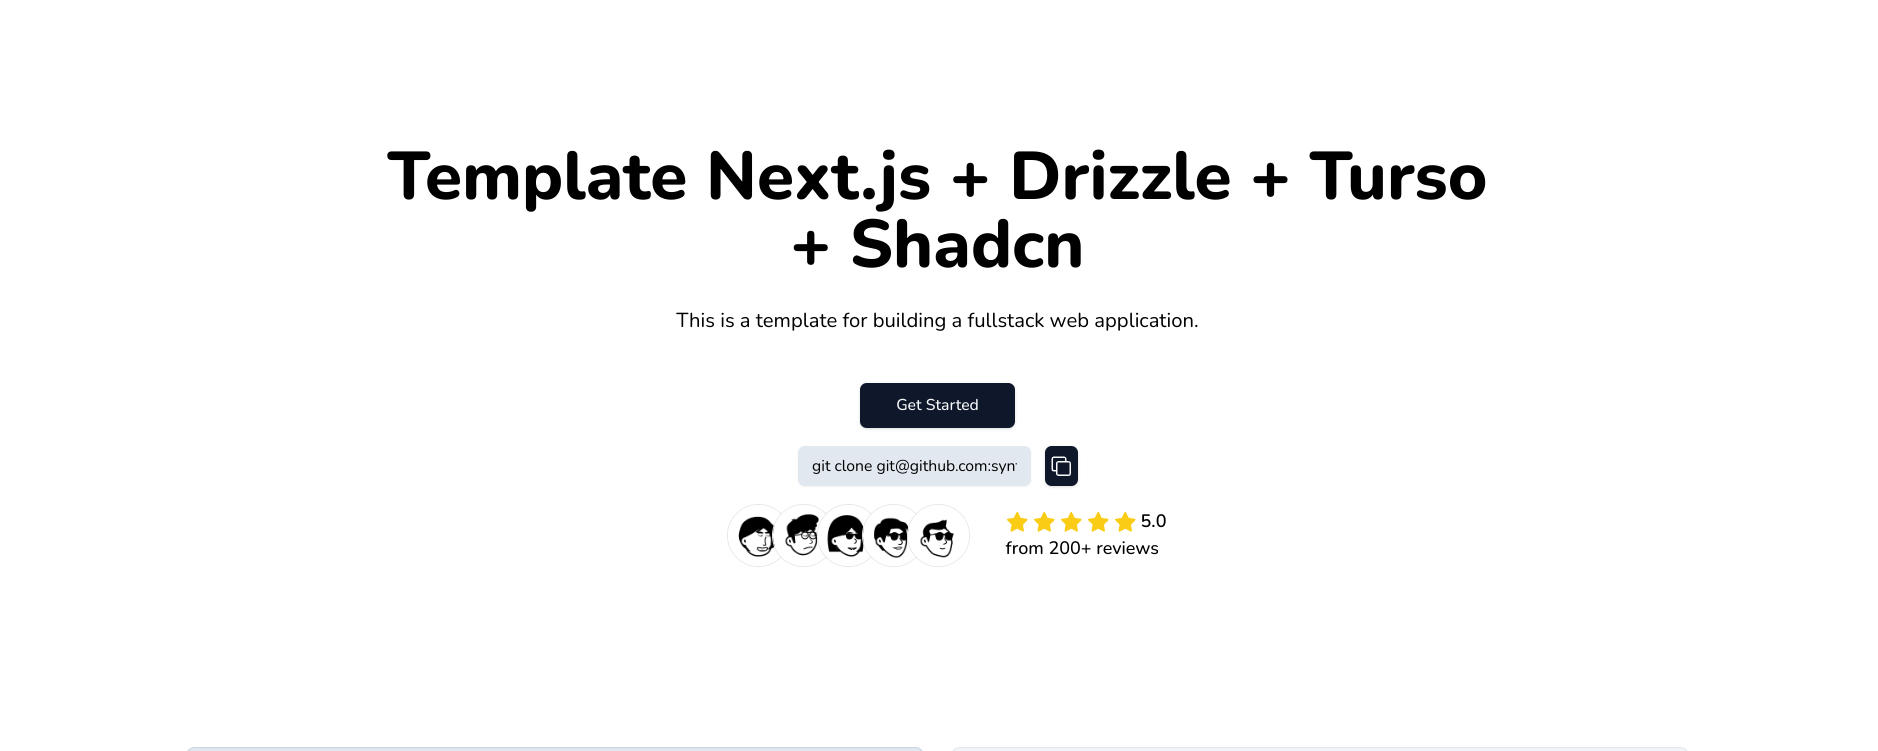 Template Next.js + Drizzle + Turso
+ Shadcn
This is a template for building a fullstack web application.
Get Started
git clone git@github.com:syn
5.0
from 200+ reviews